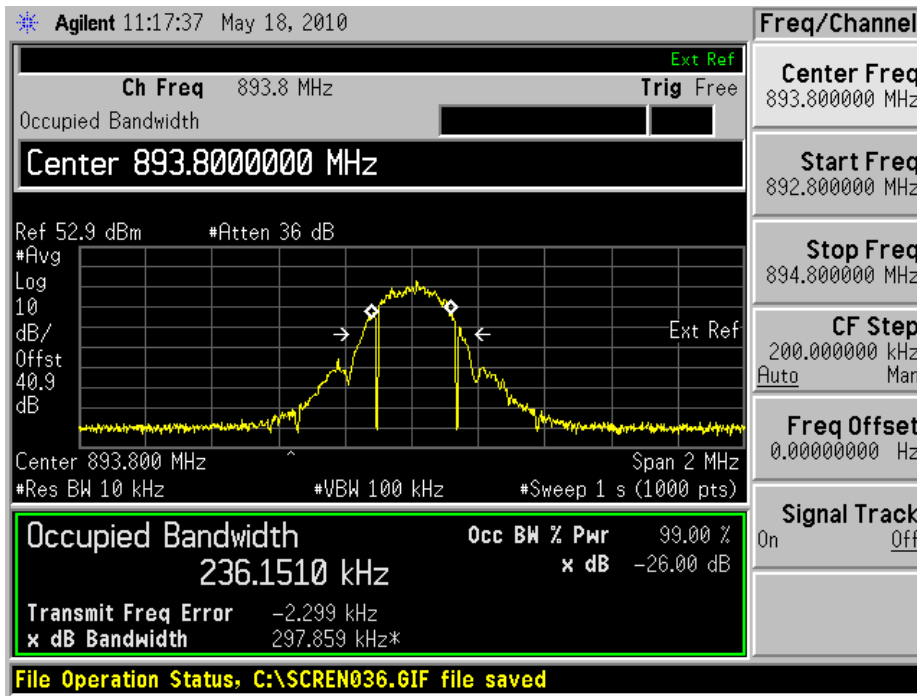 Agilent 11:17:37 May 18, 2010
Ext Ref
Ch Freq 893.8 MHz Trig Free
Occupied Bandwidth
Center 893.8000000 MHz
Ref 52.9 dBm #Atten 36 dB
#Avg
Log
10
dB/
Offst
40.9
dB
Ext Ref
Center 893.800 MHz Span 2 MHz
#Res BW 10 kHz #VBW 100 kHz #Sweep 1 s (1000 pts)
Occupied Bandwidth
236.1510 kHz
Occ BW % Pwr 99.00 %
x dB -26.00 dB
Transmit Freq Error -2.299 kHz
x dB Bandwidth 297.859 kHz*
File Operation Status, C:\SCREN036.GIF file saved
Freq/Channel
Center Freq
893.800000 MHz
Start Freq
892.800000 MHz
Stop Freq
894.800000 MHz
CF Step
200.000000 kHz
Auto Man
Freq Offset
0.00000000 Hz
Signal Track
On Off